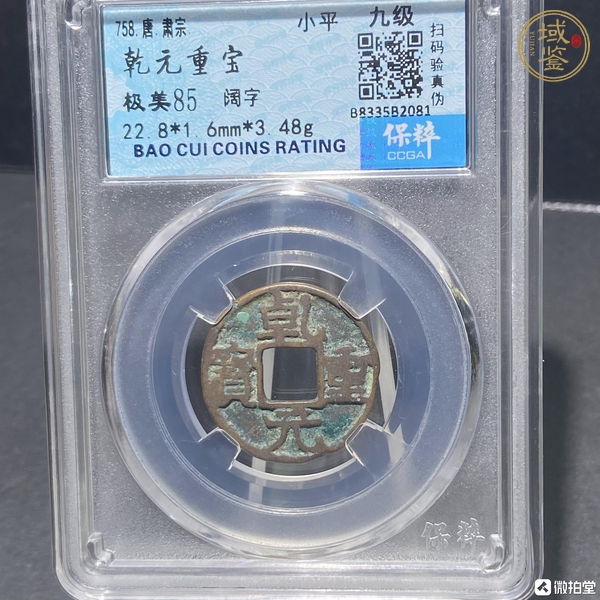 758.唐.肃宗 小平 九级
乾元重宝
极美85 阔字
扫码验真伪
B8335B2081
22.8*1.6mm*3.48g
BAO CUI COINS RATING
保粹
CCGA
域鉴
YUJIAN
乾元重寶
保粹
微拍堂